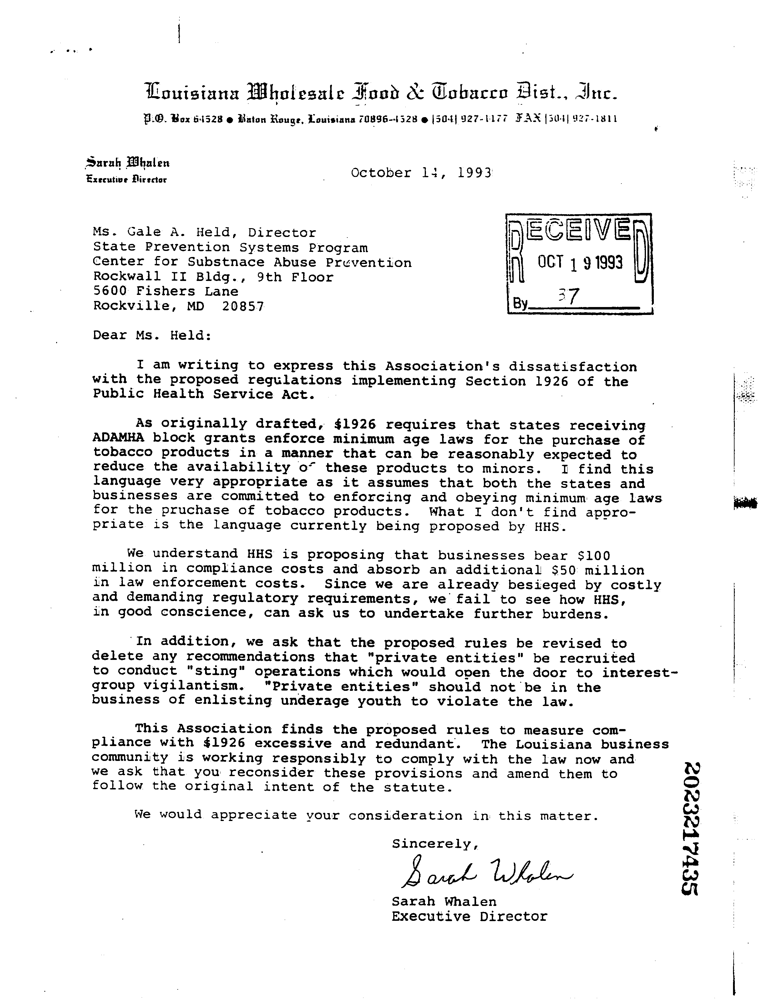 Louisiana Wholesale Food & Tobacco Dist., Inc.
P.O. Box 64528 ● Baton Rouge, Louisiana 70896-4528 ● (504) 927-1177 FAX (504) 927-1811
Sarah Whalen
Executive Director
October 14, 1993
Ms. Gale A. Held, Director
State Prevention Systems Program
Center for Substnace Abuse Prevention
Rockwall II Bldg., 9th Floor
5600 Fishers Lane
Rockville, MD 20857
RECEIVED
OCT 19 1993
By 37
Dear Ms. Held:
I am writing to express this Association's dissatisfaction
with the proposed regulations implementing Section 1926 of the
Public Health Service Act.
As originally drafted, $1926 requires that states receiving
ADAMHA block grants enforce minimum age laws for the purchase of
tobacco products in a manner that can be reasonably expected to
reduce the availability of these products to minors. I find this
language very appropriate as it assumes that both the states and
businesses are committed to enforcing and obeying minimum age laws
for the pruchase of tobacco products. What I don't find appro-
priate is the language currently being proposed by HHS.
We understand HHS is proposing that businesses bear $100
million in compliance costs and absorb an additional $50 million
in law enforcement costs. Since we are already besieged by costly
and demanding regulatory requirements, we fail to see how HHS,
in good conscience, can ask us to undertake further burdens.
In addition, we ask that the proposed rules be revised to
delete any recommendations that "private entities" be recruited
to conduct "sting" operations which would open the door to interest-
group vigilantism. "Private entities" should not be in the
business of enlisting underage youth to violate the law.
This Association finds the proposed rules to measure com-
pliance with $1926 excessive and redundant. The Louisiana business
community is working responsibly to comply with the law now and
we ask that you reconsider these provisions and amend them to
follow the original intent of the statute.
We would appreciate your consideration in this matter.
Sincerely,
Sarah Whalen
Sarah Whalen
Executive Director
2023217435